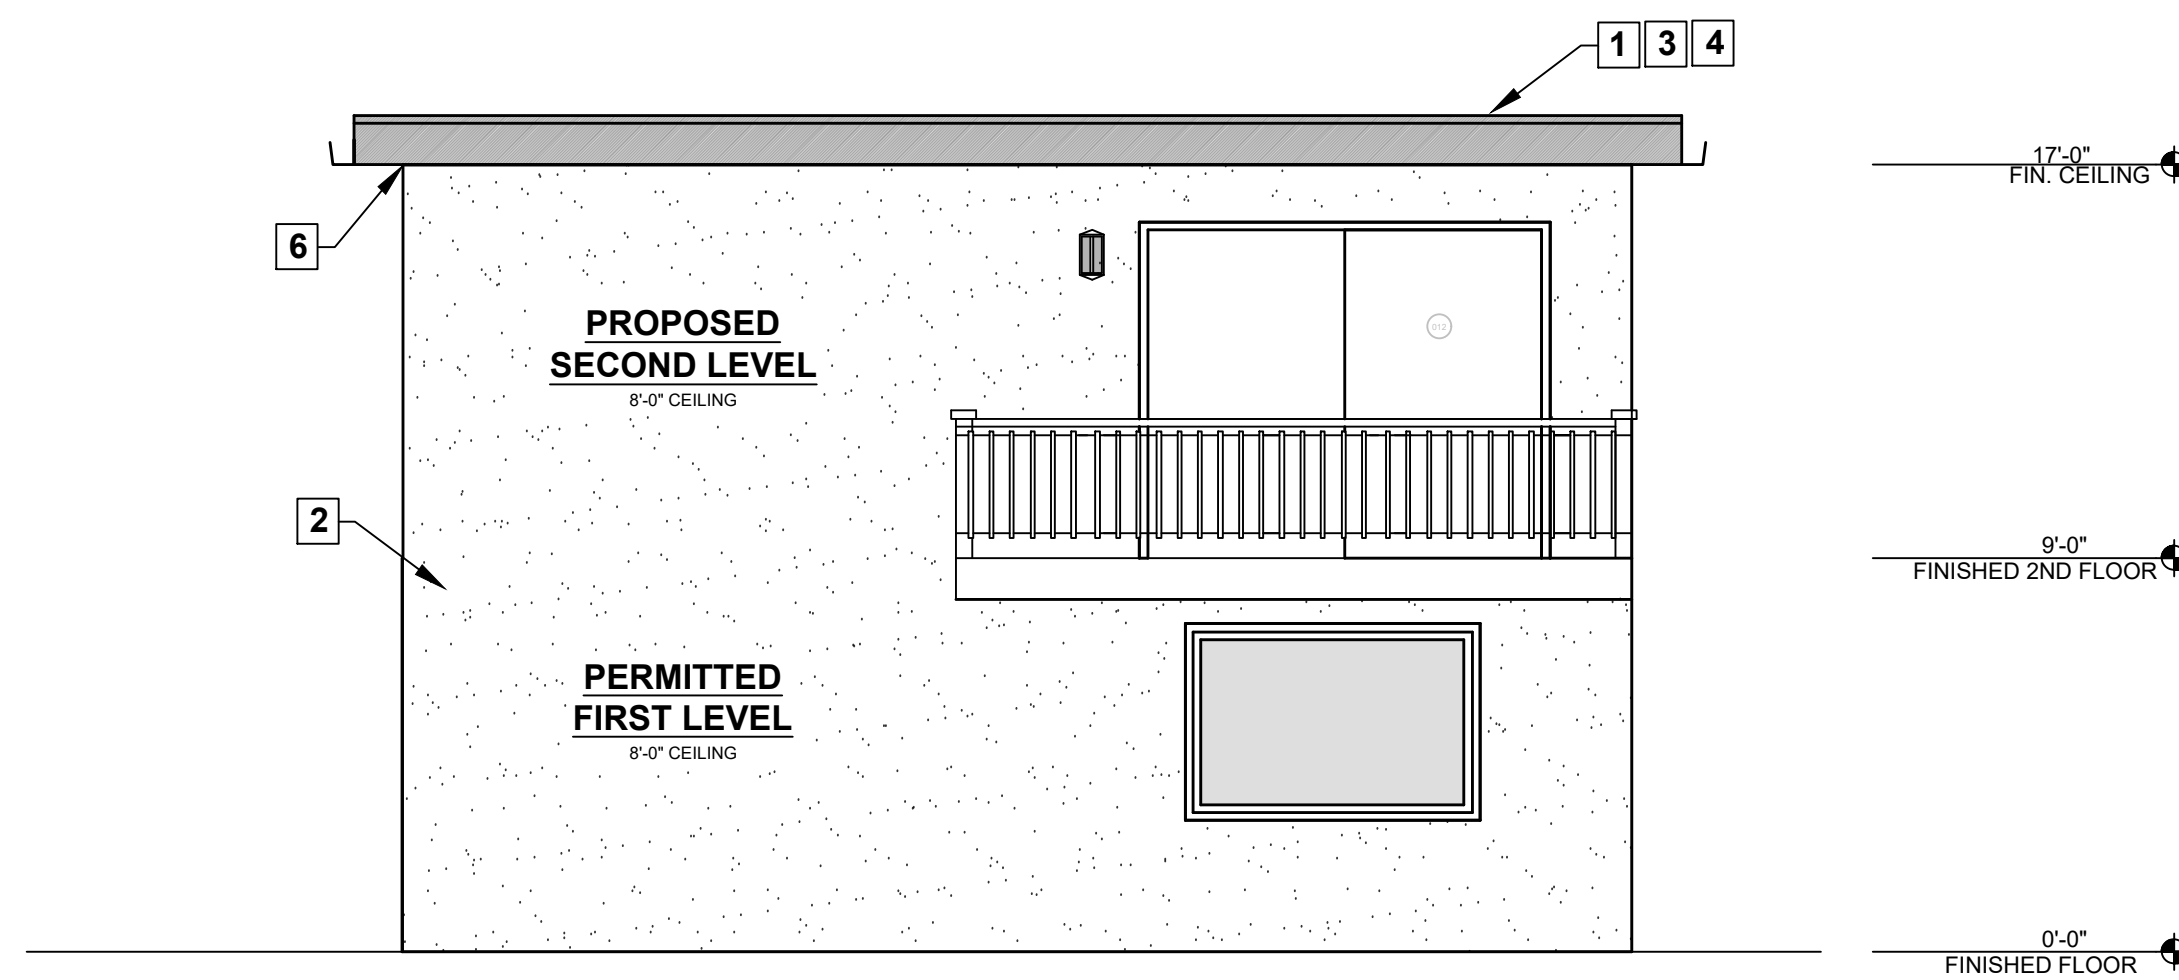 1 3 4
17'-0"
FIN. CEILING
6
PROPOSED
SECOND LEVEL
8'-0" CEILING
012
2
9'-0"
FINISHED 2ND FLOOR
PERMITTED
FIRST LEVEL
8'-0" CEILING
0'-0"
FINISHED FLOOR